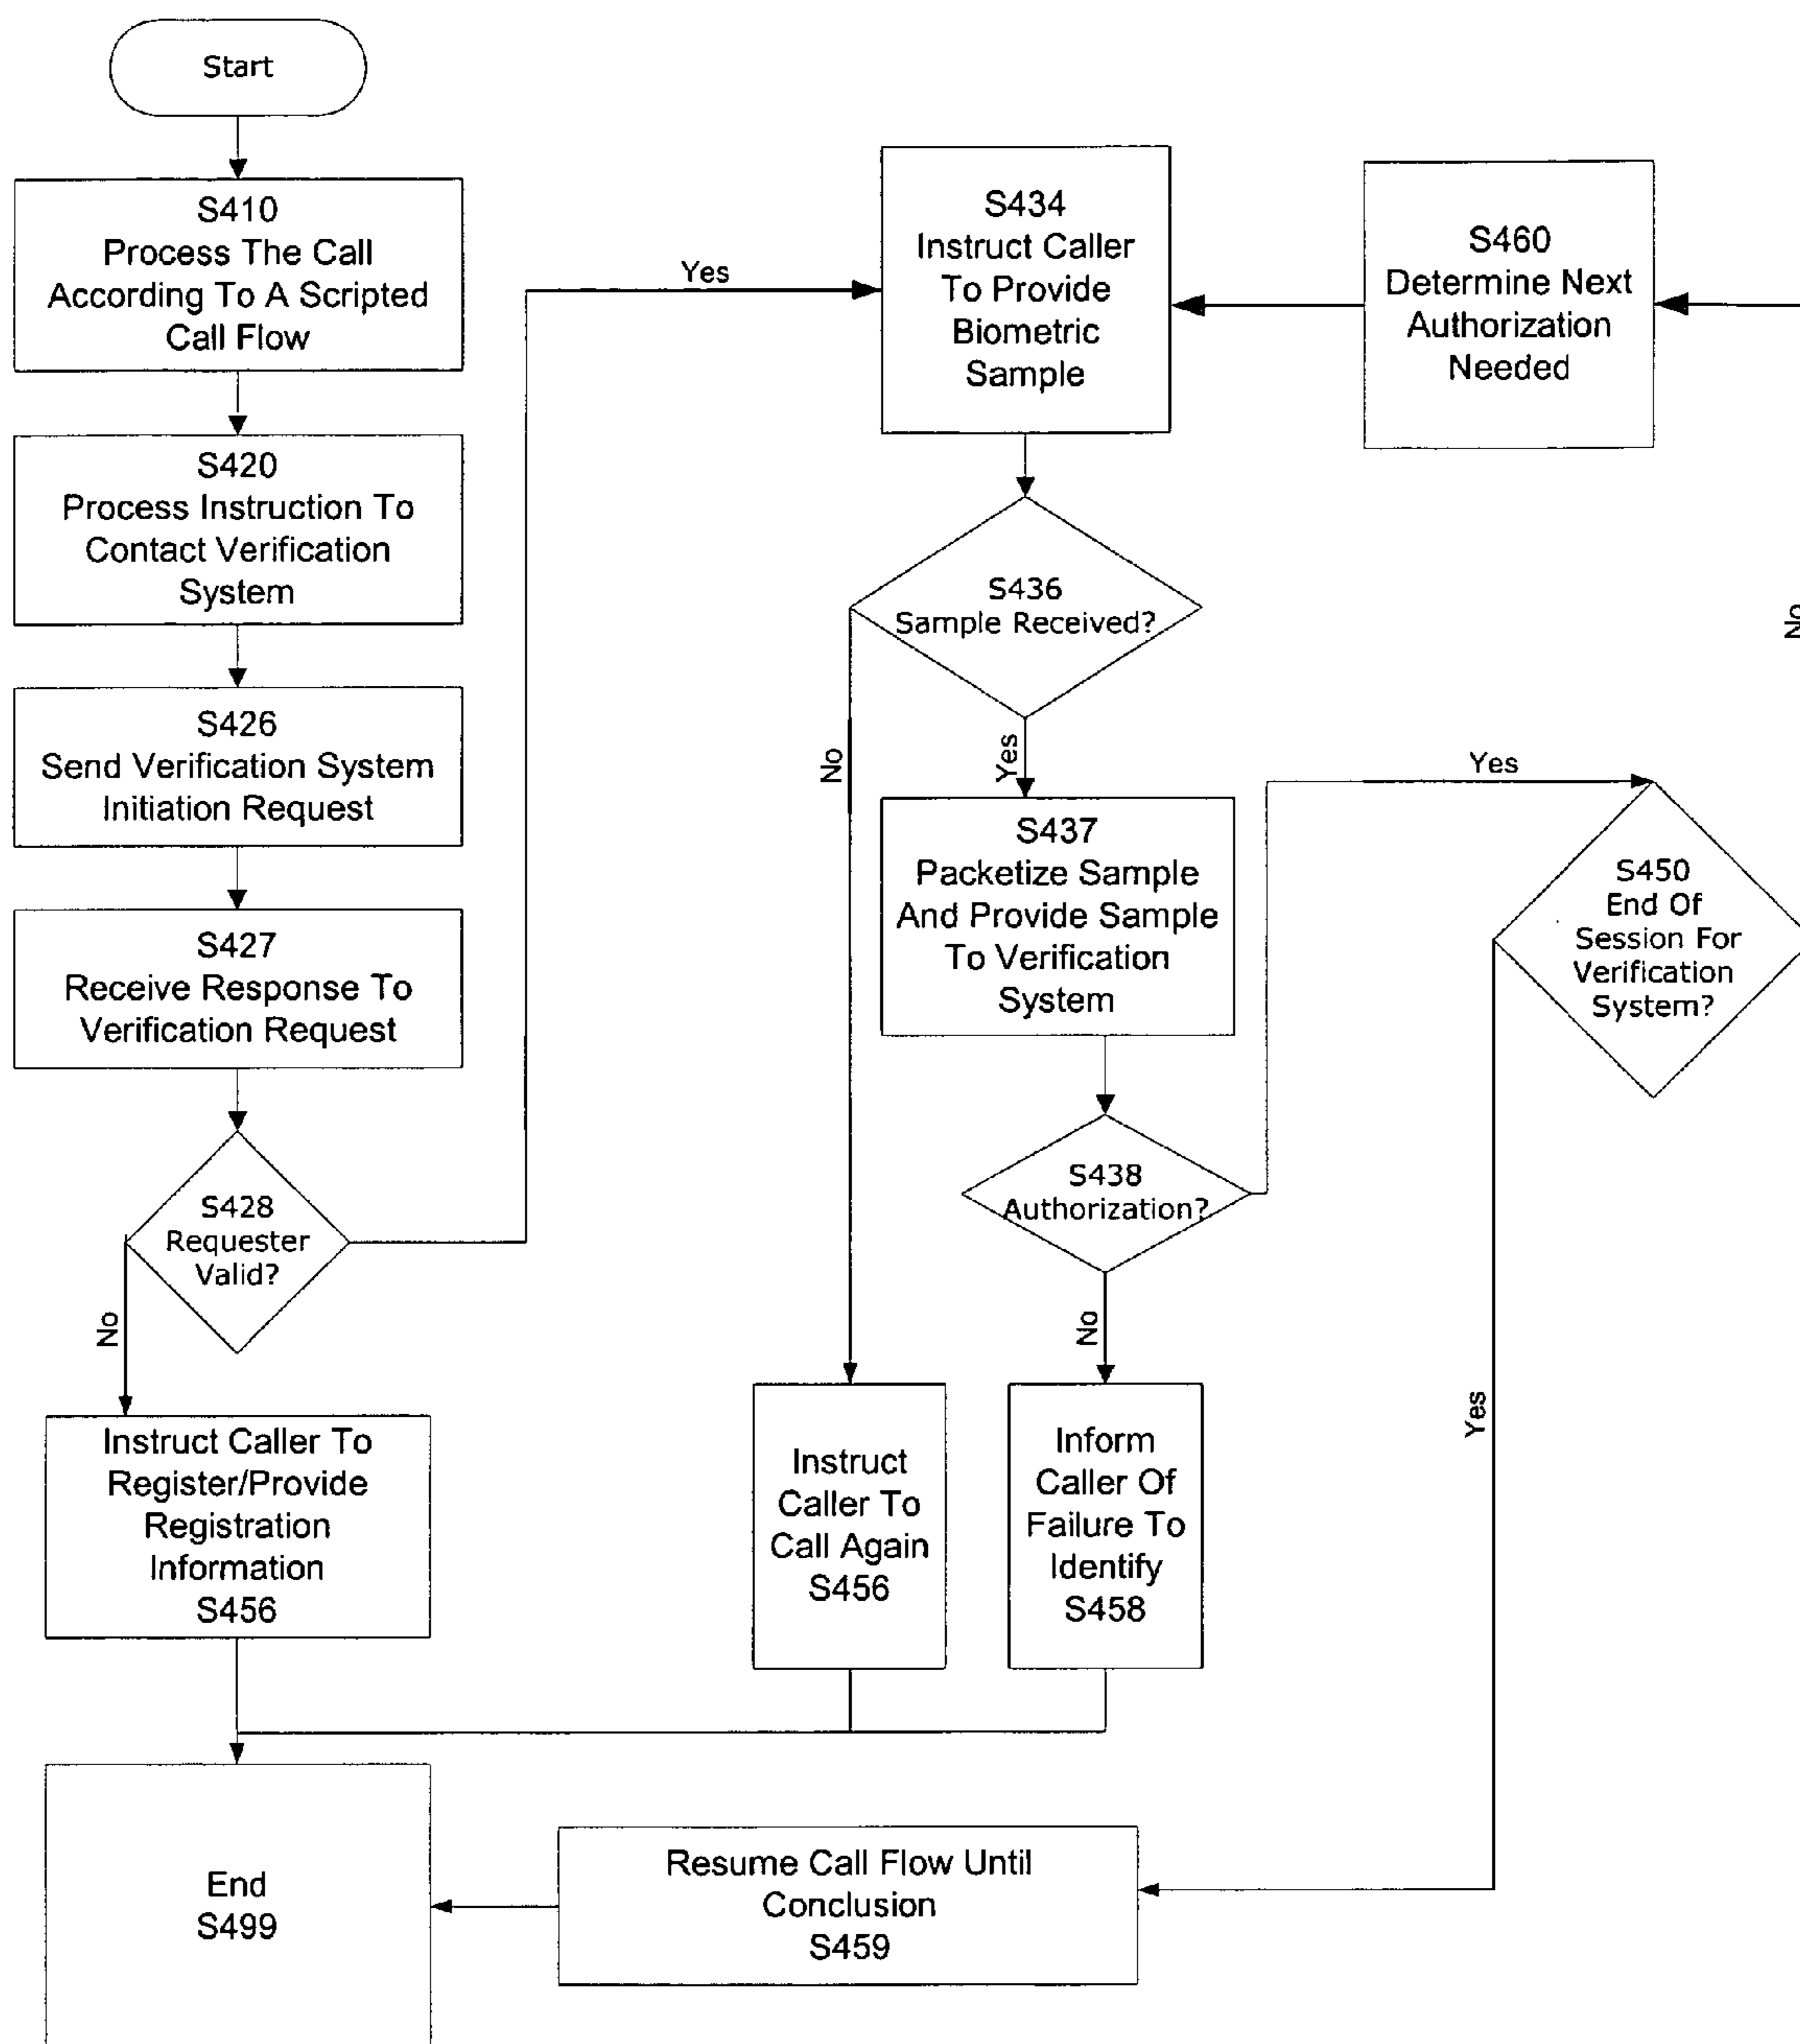 Start
S410
Process The Call
According To A Scripted
Call Flow
S420
Process Instruction To
Contact Verification
System
S426
Send Verification System
Initiation Request
S427
Receive Response To
Verification Request
S428
Requester
Valid?
No
Yes
Instruct Caller To
Register/Provide
Registration
Information
S456
S434
Instruct Caller
To Provide
Biometric
Sample
S460
Determine Next
Authorization
Needed
No
S436
Sample Received?
No
Yes
S437
Packetize Sample
And Provide Sample
To Verification
System
S438
Authorization?
Yes
No
S450
End Of
Session For
Verification
System?
Yes
Instruct
Caller To
Call Again
S456
Inform
Caller Of
Failure To
Identify
S458
End
S499
Resume Call Flow Until
Conclusion
S459